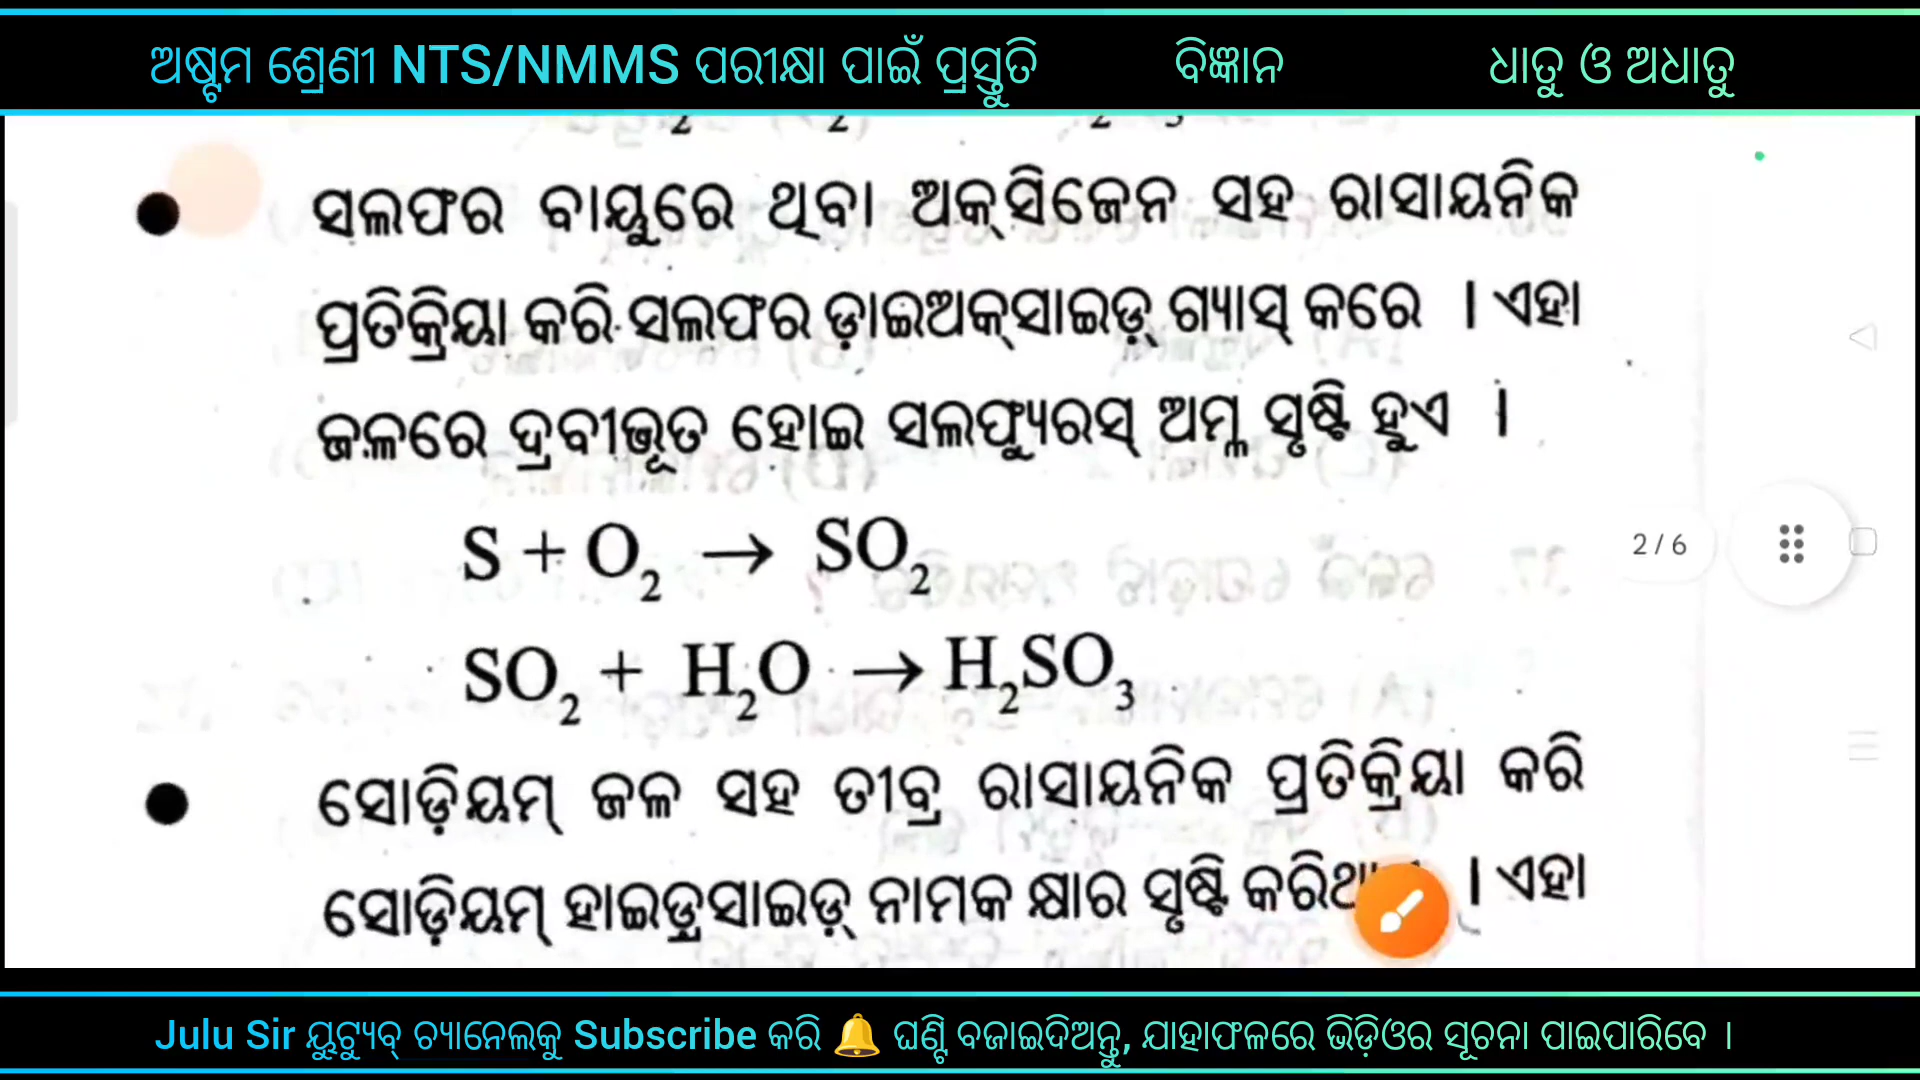 ଅଷ୍ଟମ ଶ୍ରେଣୀ NTS/NMMS ପରୀକ୍ଷା ପାଇଁ ପ୍ରସ୍ତୁତି ବିଜ୍ଞାନ ଧାତୁ ଓ ଅଧାତୁ
● ସଲଫର ବାୟୁରେ ଥିବା ଅକ୍‌ସିଜେନ ସହ ରାସାୟନିକ
ପ୍ରତିକ୍ରିୟା କରି ସଲଫର ଡ଼ାଇଅକ୍‌ସାଇଡ଼୍ ଗ୍ୟାସ୍ କରେ । ଏହା
ଜଳରେ ଦ୍ରବୀଭୂତ ହୋଇ ସଲଫ୍ୟୁରସ୍ ଅମ୍ଳ ସୃଷ୍ଟି ହୁଏ ।
S + O₂ → SO₂
2 / 6
SO₂ + H₂O → H₂SO₃
● ସୋଡ଼ିୟମ୍ ଜଳ ସହ ତୀବ୍ର ରାସାୟନିକ ପ୍ରତିକ୍ରିୟା କରି
ସୋଡ଼ିୟମ୍ ହାଇଡ୍ରକ୍ସାଇଡ଼୍ ନାମକ କ୍ଷାର ସୃଷ୍ଟି । ଏହା
Julu Sir ୟୁଟ୍ୟୁବ୍ ଚ୍ୟାନେଲକୁ Subscribe କରି 🔔 ଘଣ୍ଟି ବଜାଇଦିଅନ୍ତୁ, ଯାହାଫଳରେ ଭିଡ଼ିଓର ସୂଚନା ପାଇପାରିବେ ।